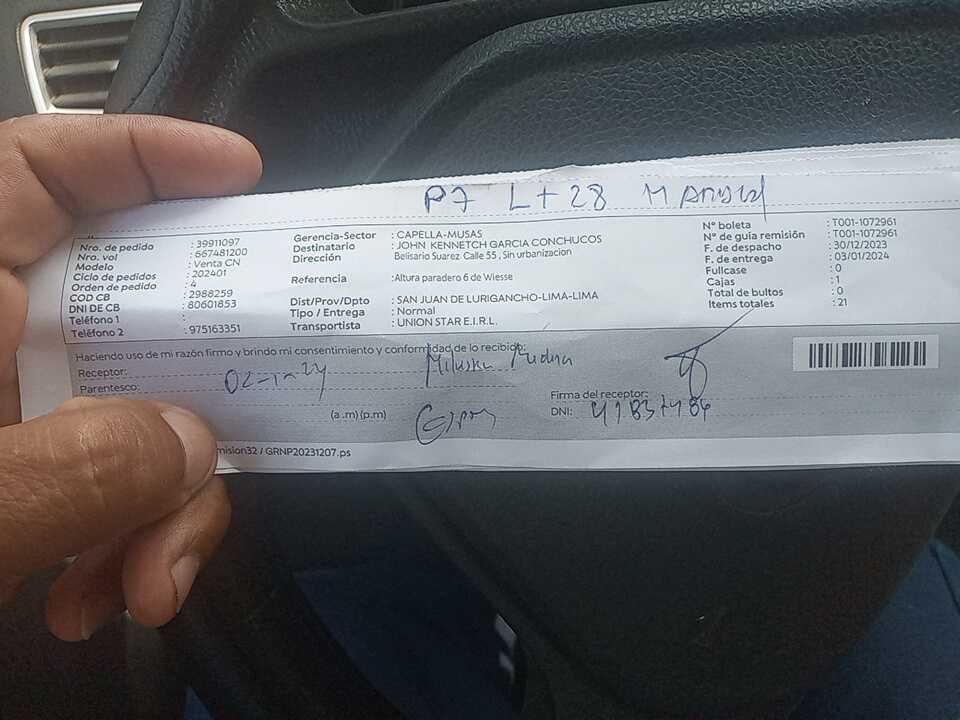 P7 Lt 28
Nro. de pedido : 39911097
Nro. vol : 667481200
Modelo : Venta CN
Ciclo de pedidos : 202401
Orden de pedido : 4
COD CB : 2988259
DNI DE CB : 80601853
Teléfono 1 :
Teléfono 2 : 975163351
Gerencia-Sector : CAPELLA-MUSAS
Destinatario : JOHN KENNETCH GARCIA CONCHUCOS
Dirección Belisario Suarez Calle 55 , Sin urbanizacion
Referencia :Altura paradero 6 de Wiesse
Dist/Prov/Dpto : SAN JUAN DE LURIGANCHO-LIMA-LIMA
Tipo / Entrega : Normal
Transportista : UNION STAR E.I.R.L.
N° boleta : T001-1072961
N° de guia remisión : T001-1072961
F. de despacho : 30/12/2023
F. de entrega : 03/01/2024
Fullcase : 0
Cajas : 1
Total de bultos : 0
Items totales : 21
Haciendo uso de mi razón firmo y brindo mi consentimiento y conformidad de lo recibido:
Receptor:
Parentesco:
(a .m) (p.m)
Firma del receptor:
DNI:
mision32 / GRNP20231207.ps